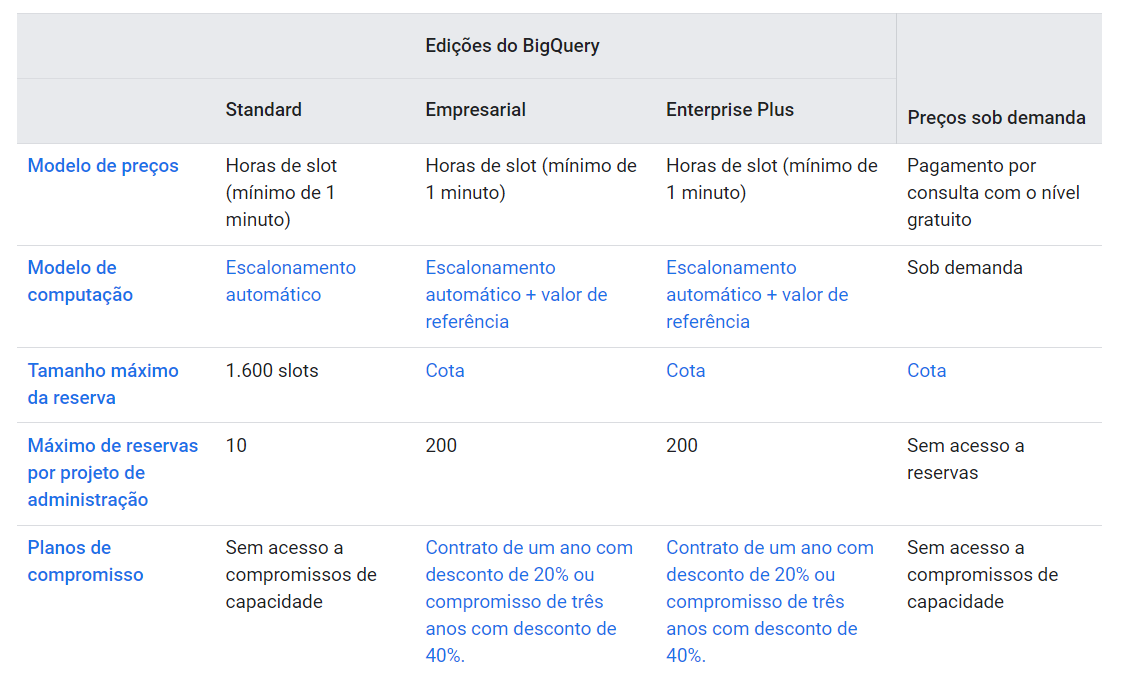 Edições do BigQuery
Standard
Empresarial
Enterprise Plus
Preços sob demanda
Modelo de preços
Horas de slot
(mínimo de 1
minuto)
Horas de slot (mínimo de
1 minuto)
Horas de slot (mínimo de
1 minuto)
Pagamento por
consulta com o nível
gratuito
Modelo de
computação
Escalonamento
automático
Escalonamento
automático + valor de
referência
Escalonamento
automático + valor de
referência
Sob demanda
Tamanho máximo
da reserva
1.600 slots
Cota
Cota
Cota
Máximo de reservas
por projeto de
administração
10
200
200
Sem acesso a
reservas
Planos de
compromisso
Sem acesso a
compromissos de
capacidade
Contrato de um ano com
desconto de 20% ou
compromisso de três
anos com desconto de
40%.
Contrato de um ano com
desconto de 20% ou
compromisso de três
anos com desconto de
40%.
Sem acesso a
compromissos de
capacidade